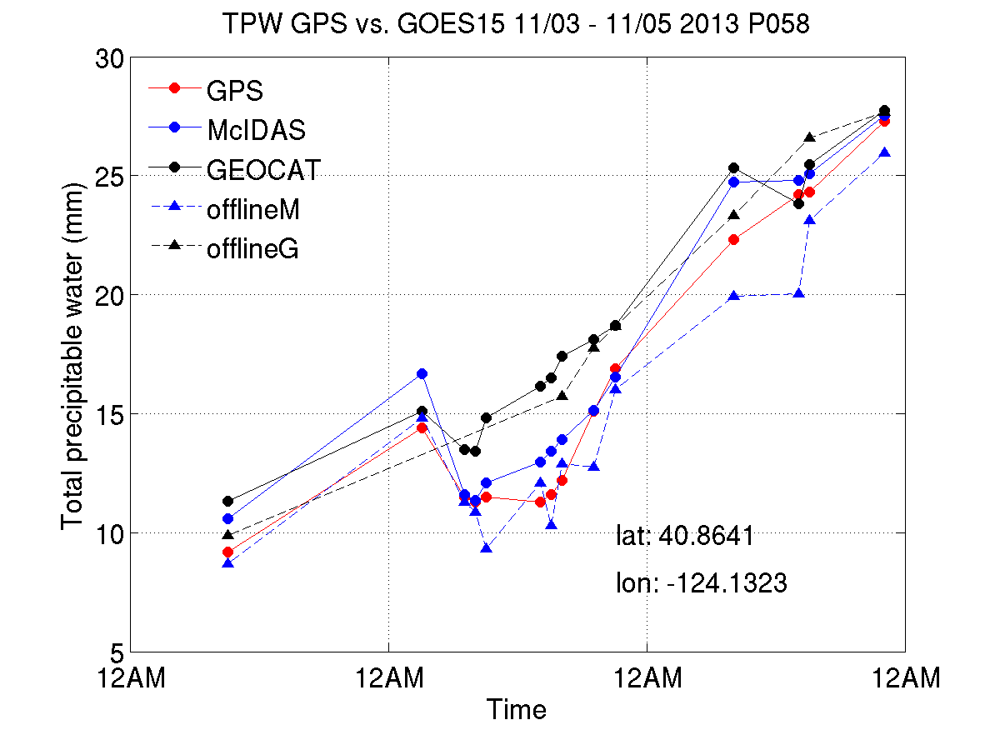 TPW GPS vs. GOES15 11/03 - 11/05 2013 P058
30
25
20
15
10
5
Total precipitable water (mm)
GPS
McIDAS
GEOCAT
offlineM
offlineG
lat: 40.8641
lon: -124.1323
12AM 12AM 12AM 12AM
Time